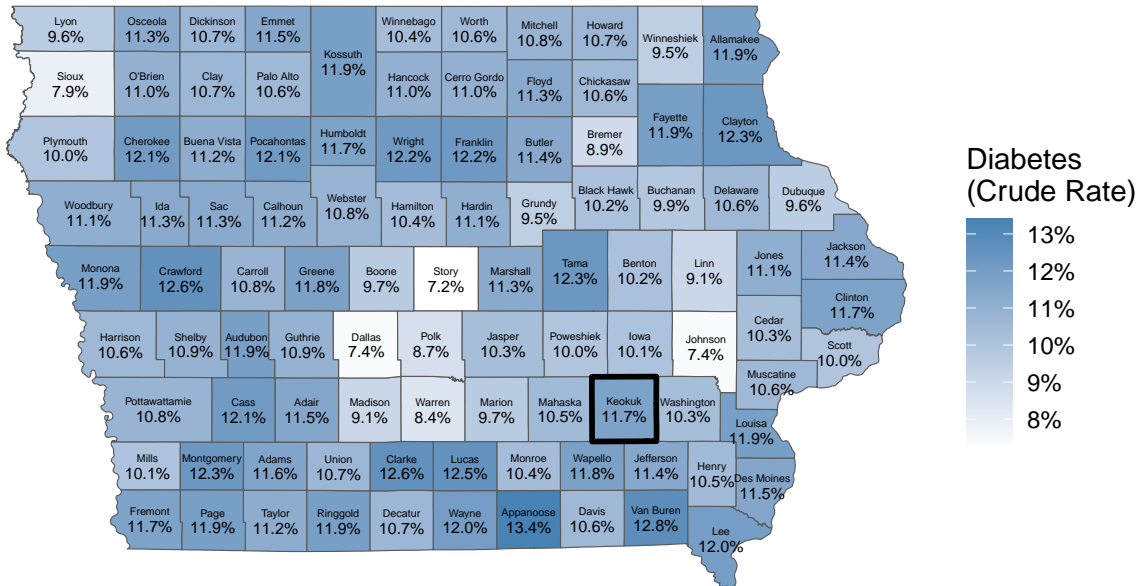 Lyon
9.6%
Osceola
11.3%
Dickinson
10.7%
Emmet
11.5%
Kossuth
11.9%
Winnebago
10.4%
Worth
10.6%
Mitchell
10.8%
Howard
10.7%
Winneshiek
9.5%
Allamakee
11.9%
Sioux
7.9%
O'Brien
11.0%
Clay
10.7%
Palo Alto
10.6%
Hancock
11.0%
Cerro Gordo
11.0%
Floyd
11.3%
Chickasaw
10.6%
Fayette
11.9%
Clayton
12.3%
Plymouth
10.0%
Cherokee
12.1%
Buena Vista
11.2%
Pocahontas
12.1%
Humboldt
11.7%
Wright
12.2%
Franklin
12.2%
Butler
11.4%
Bremer
8.9%
Woodbury
11.1%
Ida
11.3%
Sac
11.3%
Calhoun
11.2%
Webster
10.8%
Hamilton
10.4%
Hardin
11.1%
Grundy
9.5%
Black Hawk
10.2%
Buchanan
9.9%
Delaware
10.6%
Dubuque
9.6%
Monona
11.9%
Crawford
12.6%
Carroll
10.8%
Greene
11.8%
Boone
9.7%
Story
7.2%
Marshall
11.3%
Tama
12.3%
Benton
10.2%
Linn
9.1%
Jones
11.1%
Jackson
11.4%
Clinton
11.7%
Harrison
10.6%
Shelby
10.9%
Audubon
11.9%
Guthrie
10.9%
Dallas
7.4%
Polk
8.7%
Jasper
10.3%
Poweshiek
10.0%
Iowa
10.1%
Johnson
7.4%
Cedar
10.3%
Scott
10.0%
Muscatine
10.6%
Pottawattamie
10.8%
Cass
12.1%
Adair
11.5%
Madison
9.1%
Warren
8.4%
Marion
9.7%
Mahaska
10.5%
Keokuk
11.7%
Washington
10.3%
Louisa
11.9%
Mills
10.1%
Montgomery
12.3%
Adams
11.6%
Union
10.7%
Clarke
12.6%
Lucas
12.5%
Monroe
10.4%
Wapello
11.8%
Jefferson
11.4%
Henry
10.5%
Des Moines
11.5%
Fremont
11.7%
Page
11.9%
Taylor
11.2%
Ringgold
11.9%
Decatur
10.7%
Wayne
12.0%
Appanoose
13.4%
Davis
10.6%
Van Buren
12.8%
Lee
12.0%
Diabetes
(Crude Rate)
13%
12%
11%
10%
9%
8%